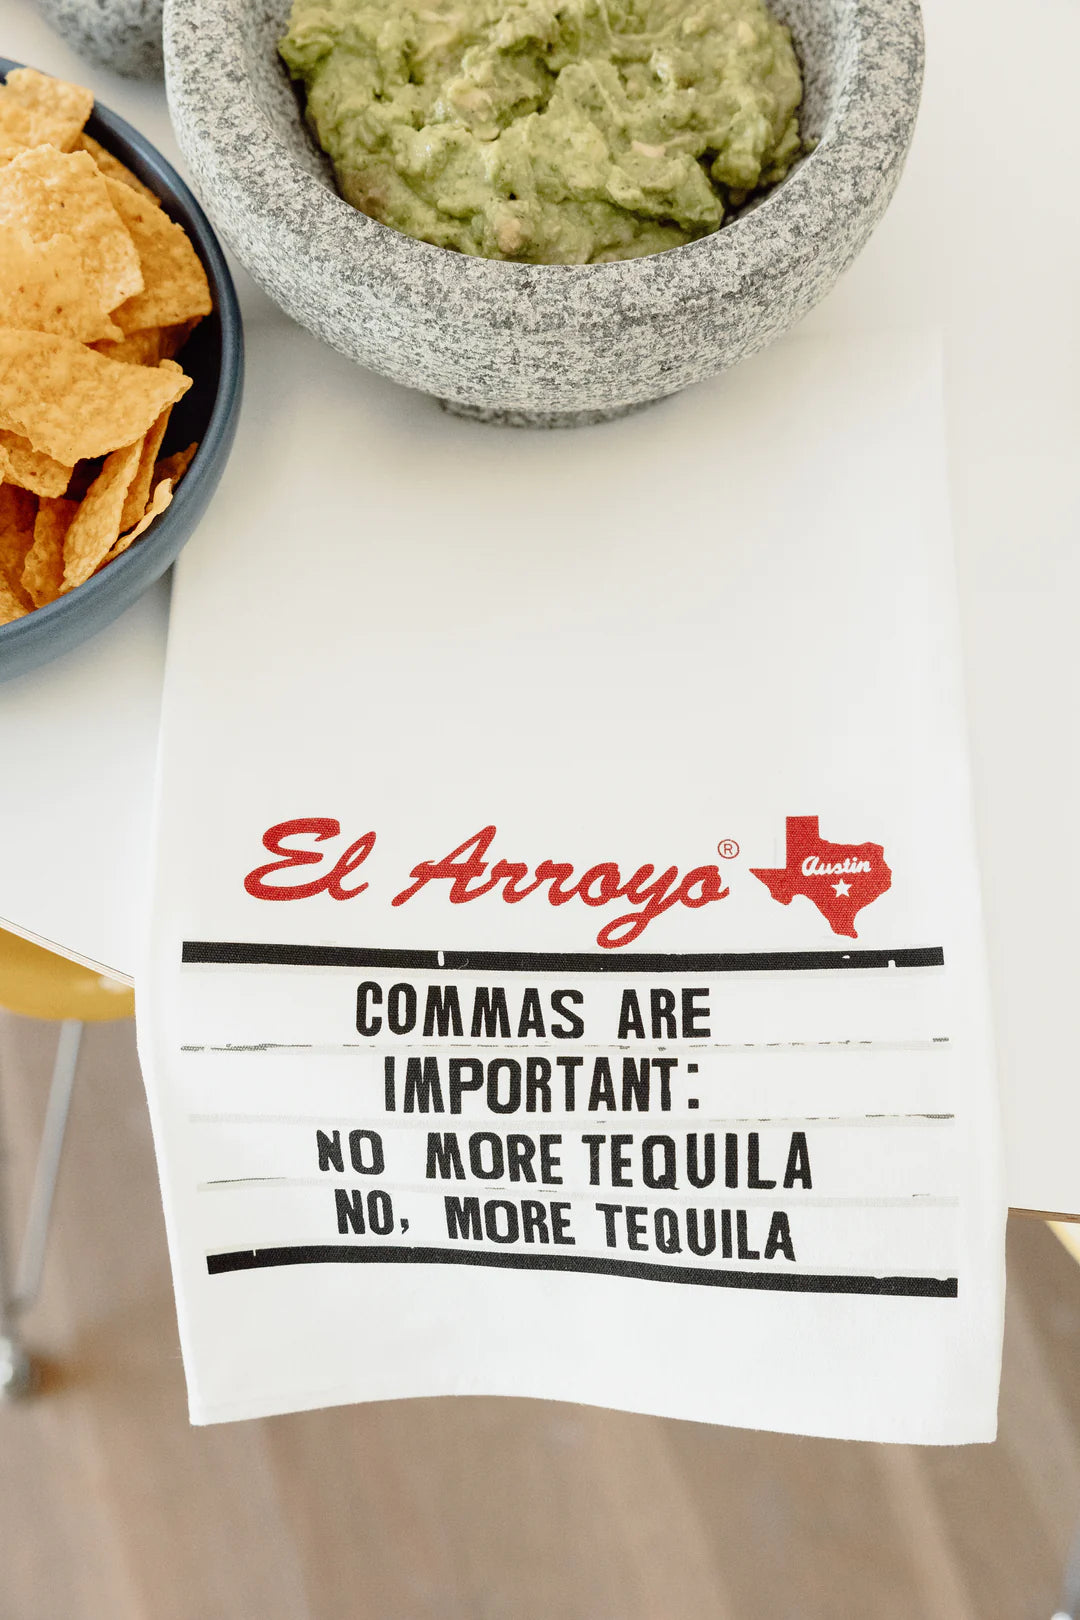 El Arroyo ®
Austin
COMMAS ARE
IMPORTANT:
NO MORE TEQUILA
NO, MORE TEQUILA